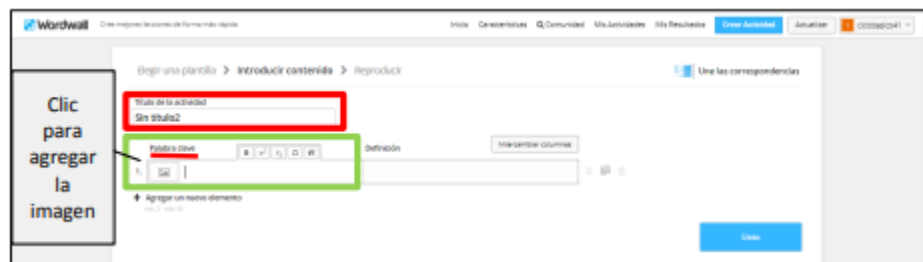 Wordwall Cree mejores lecciones de forma más rápida
Inicio Características Comunidad Mis Actividades Mis Resultados Crear Actividad Actualizar
Elegir una plantilla > Introducir contenido > Reproducir
Une las correspondencias
Clic
para
agregar
la
imagen
Título de la actividad
Sin título2
Palabra clave
Definición
Intercambiar columnas
1.
+ Agregar un nuevo elemento
Listo